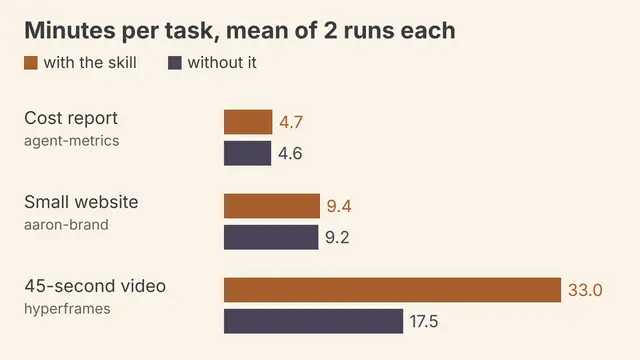 Minutes per task, mean of 2 runs each
with the skill without it
Cost report
agent-metrics
4.7
4.6
Small website
aaron-brand
9.4
9.2
45-second video
hyperframes
33.0
17.5